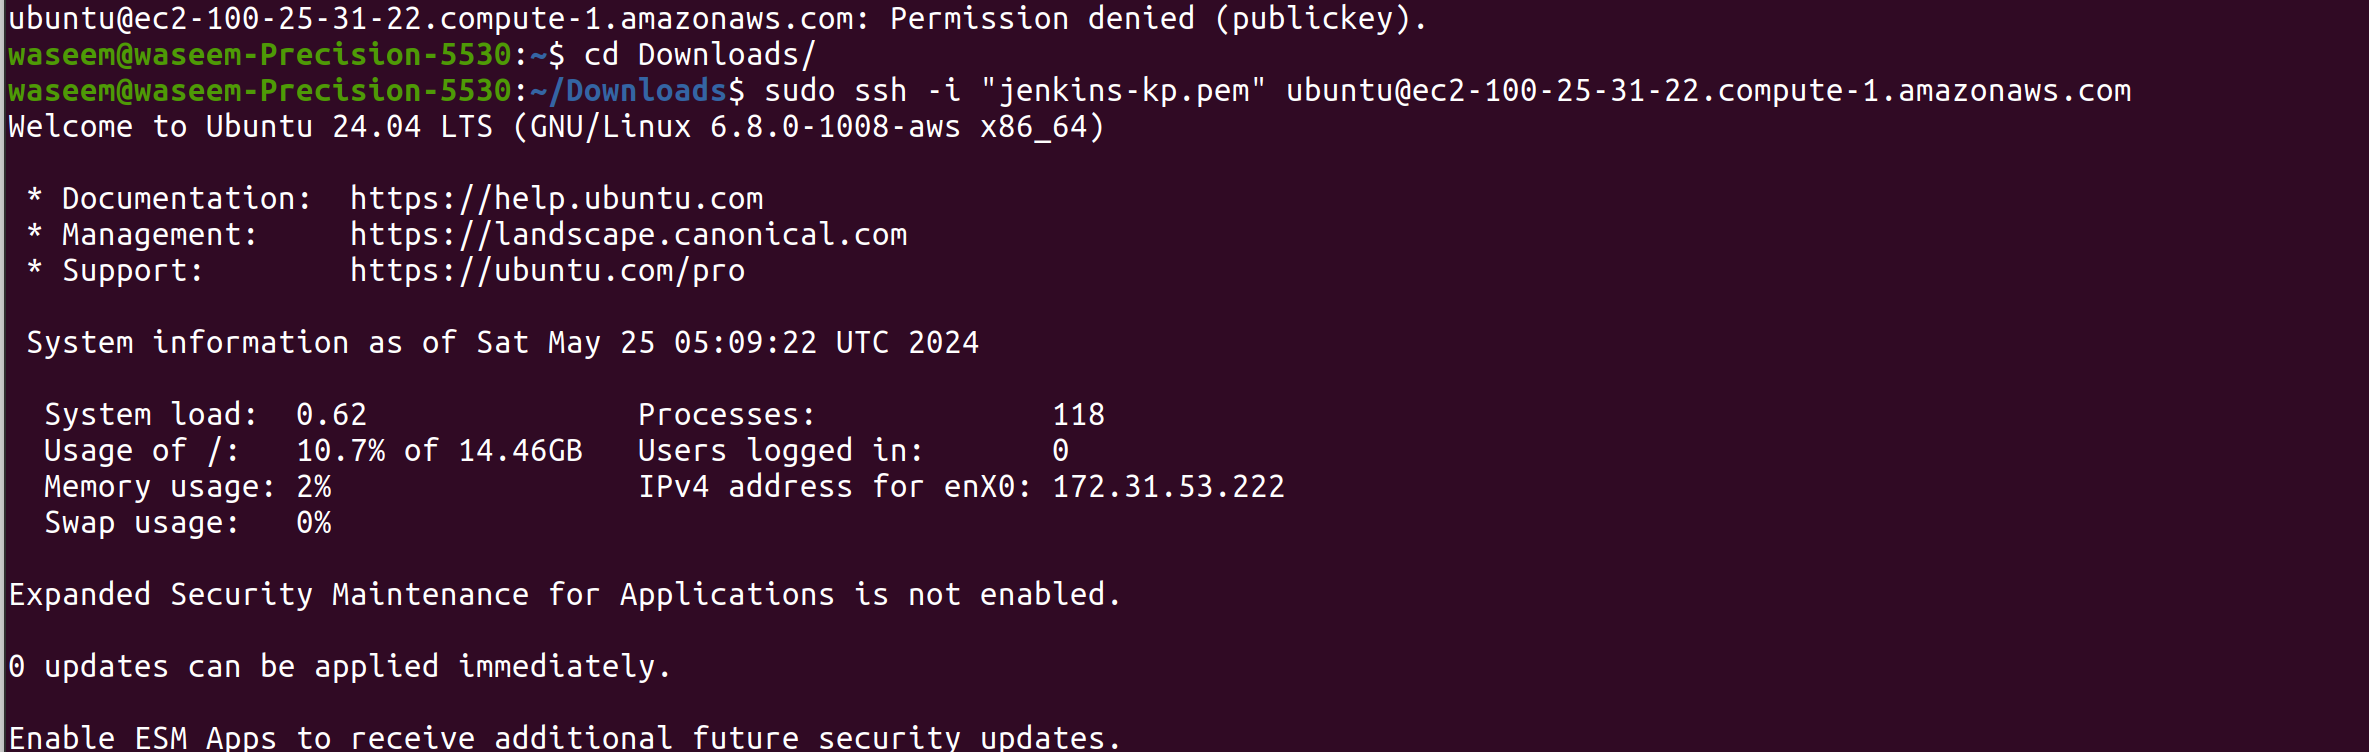 ubuntu@ec2-100-25-31-22.compute-1.amazonaws.com: Permission denied (publickey).
waseem@waseem-Precision-5530:~$ cd Downloads/
waseem@waseem-Precision-5530:~/Downloads$ sudo ssh -i "jenkins-kp.pem" ubuntu@ec2-100-25-31-22.compute-1.amazonaws.com
Welcome to Ubuntu 24.04 LTS (GNU/Linux 6.8.0-1008-aws x86_64)

 * Documentation:  https://help.ubuntu.com
 * Management:     https://landscape.canonical.com
 * Support:        https://ubuntu.com/pro

 System information as of Sat May 25 05:09:22 UTC 2024

  System load:  0.62               Processes:             118
  Usage of /:   10.7% of 14.46GB   Users logged in:       0
  Memory usage: 2%                 IPv4 address for enX0: 172.31.53.222
  Swap usage:   0%

Expanded Security Maintenance for Applications is not enabled.

0 updates can be applied immediately.

Enable ESM Apps to receive additional future security updates.